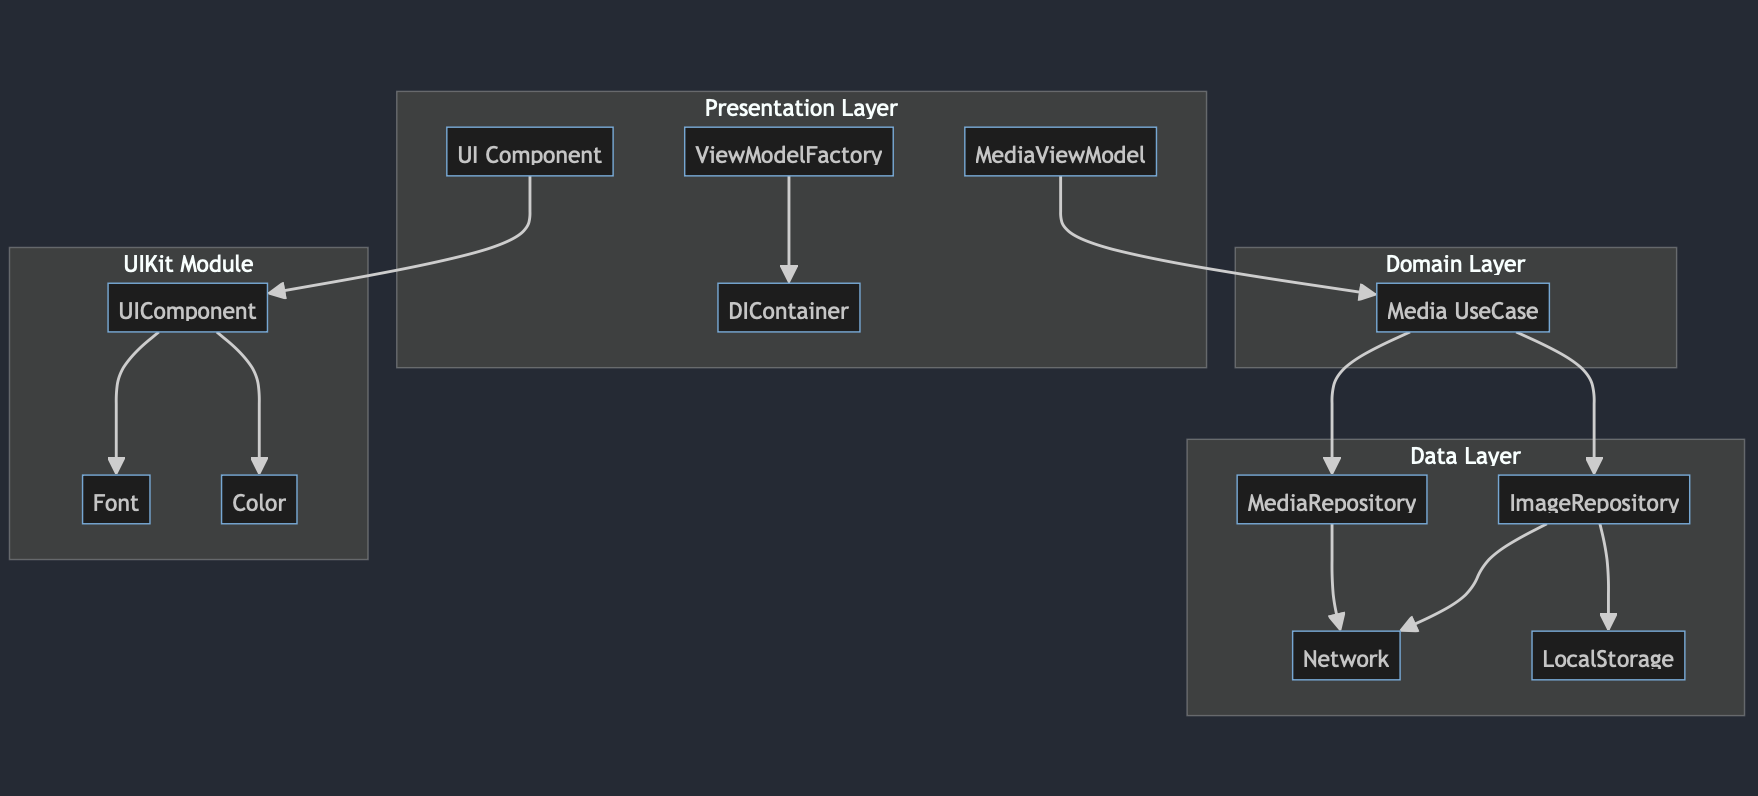 Presentation Layer
UI Component
ViewModelFactory
MediaViewModel
DIContainer
UIKit Module
UIComponent
Font
Color
Domain Layer
Media UseCase
Data Layer
MediaRepository
ImageRepository
Network
LocalStorage